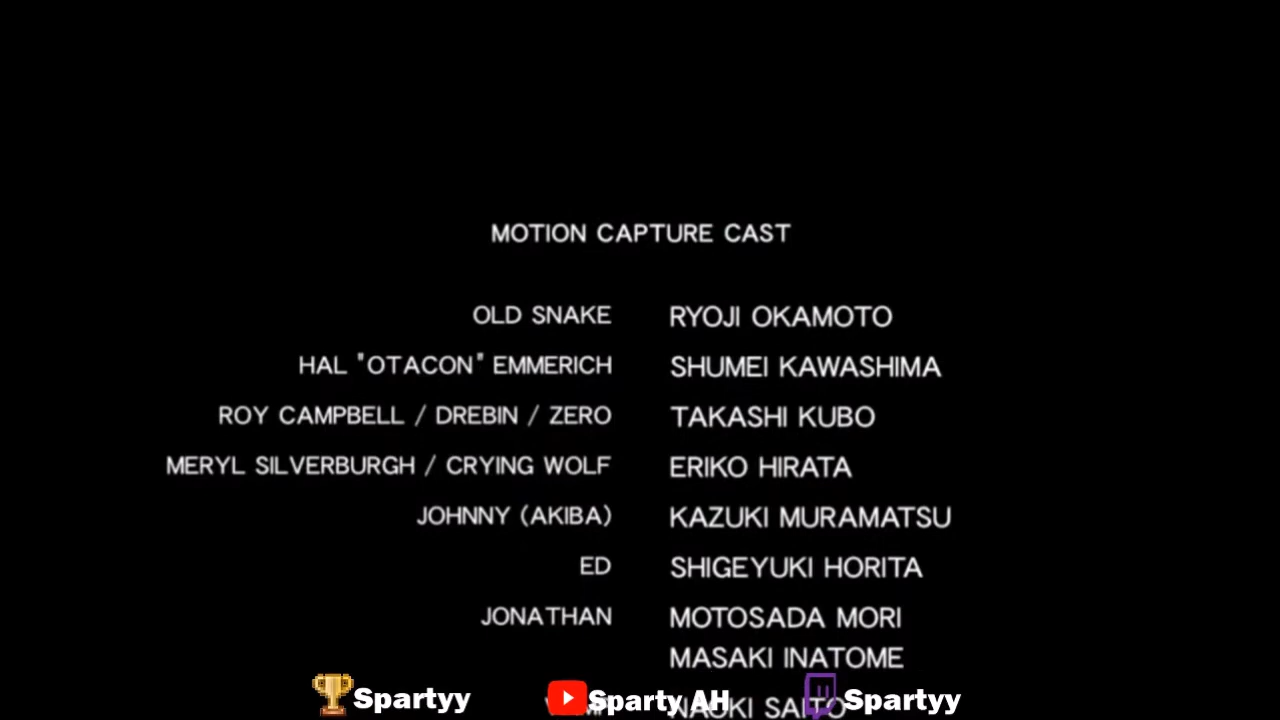 MOTION CAPTURE CAST
OLD SNAKE RYOJI OKAMOTO
HAL "OTACON" EMMERICH SHUMEI KAWASHIMA
ROY CAMPBELL / DREBIN / ZERO TAKASHI KUBO
MERYL SILVERBURGH / CRYING WOLF ERIKO HIRATA
JOHNNY (AKIBA) KAZUKI MURAMATSU
ED SHIGEYUKI HORITA
JONATHAN MOTOSADA MORI
MASAKI INATOME
NAOKI SAITO
Spartyy Sparty AH Spartyy